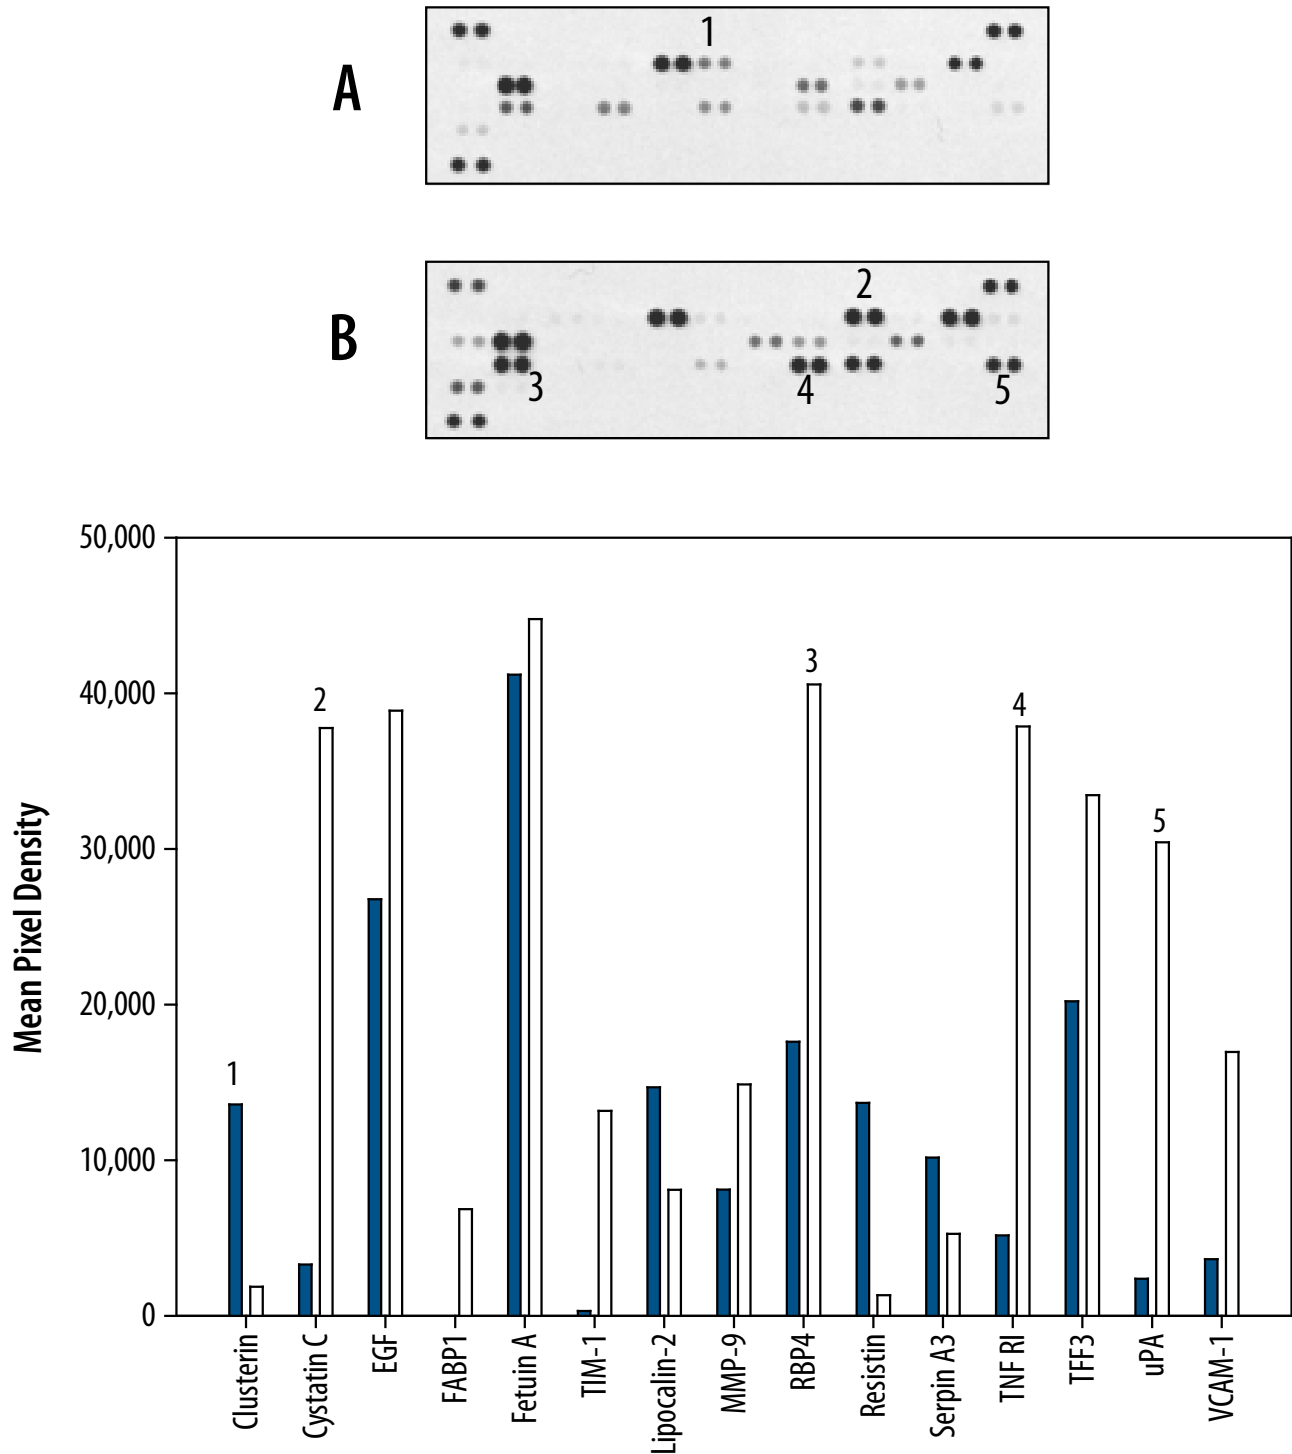 1
A
2
B
3 4 5
50,000
40,000
30,000
20,000
10,000
0
Mean Pixel Density
1
2
3
4
5
Clusterin
Cystatin C
EGF
FABP1
Fetuin A
TIM-1
Lipocalin-2
MMP-9
RBP4
Resistin
Serpin A3
TNF RI
TFF3
uPA
VCAM-1